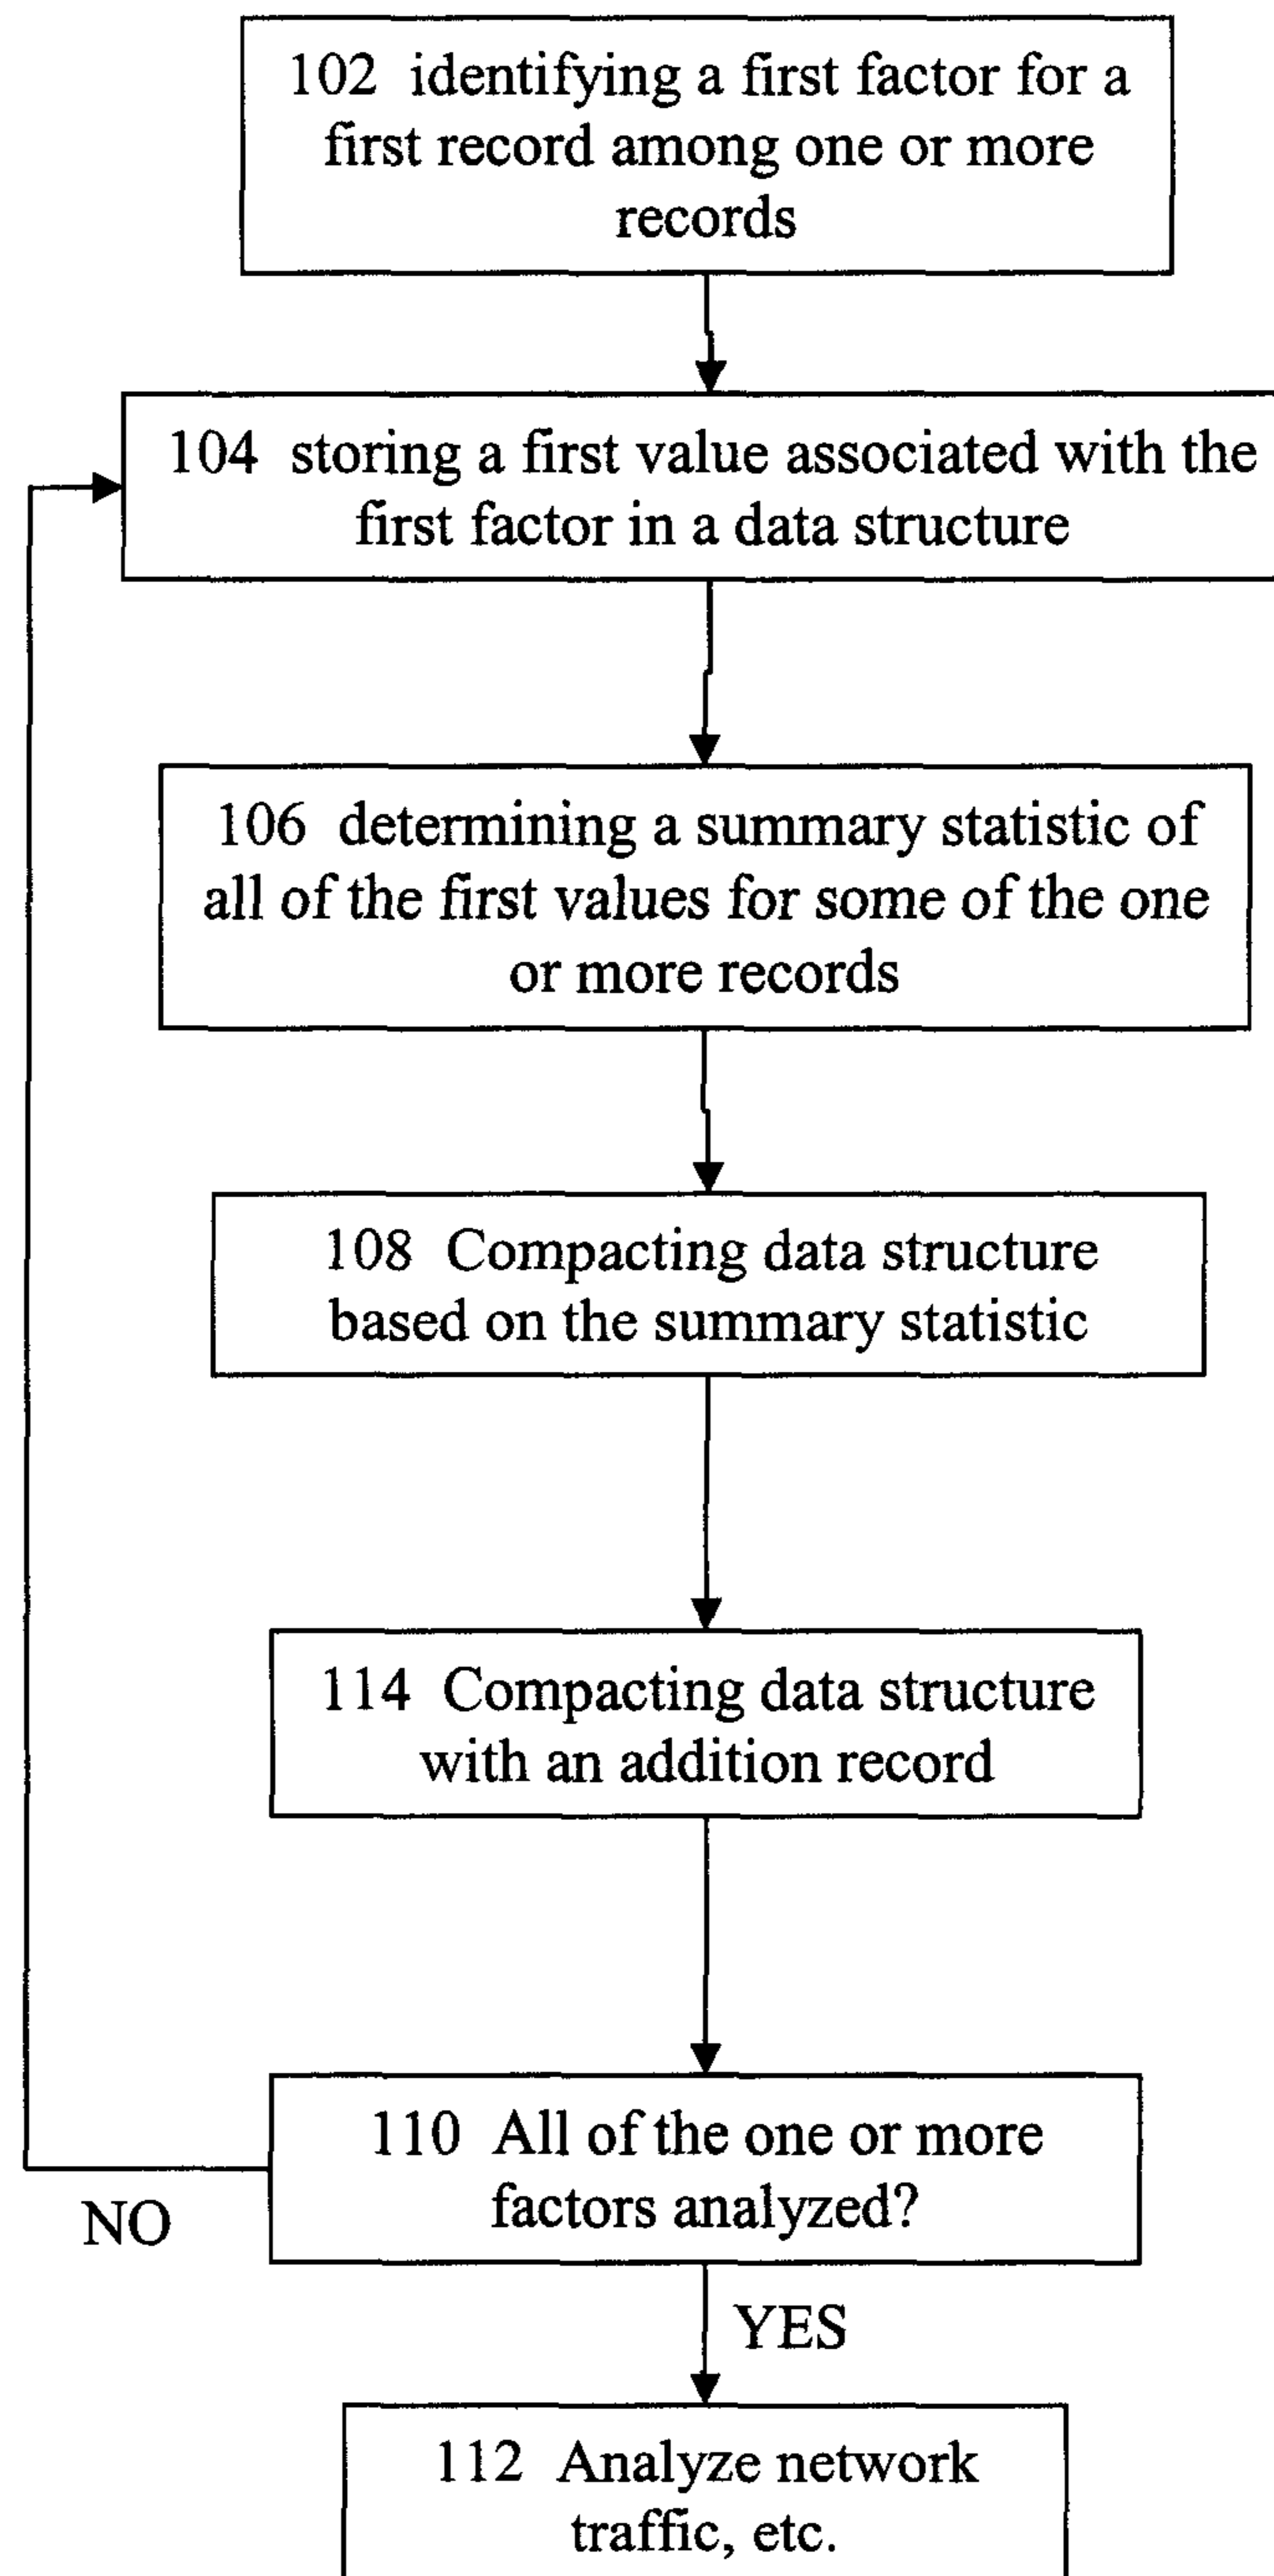 102 identifying a first factor for a
first record among one or more
records
104 storing a first value associated with the
first factor in a data structure
106 determining a summary statistic of
all of the first values for some of the one
or more records
108 Compacting data structure
based on the summary statistic
114 Compacting data structure
with an addition record
110 All of the one or more
factors analyzed?
NO
YES
112 Analyze network
traffic, etc.